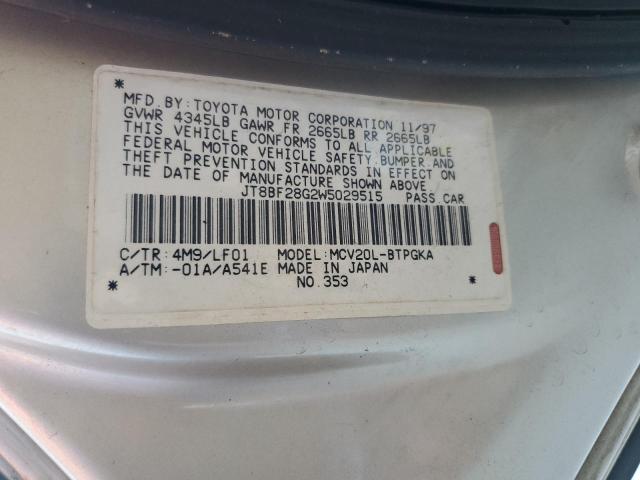 MFD. BY: TOYOTA MOTOR CORPORATION 11/97
GVWR 4345LB GAWR FR 2665LB RR 2665LB
THIS VEHICLE CONFORMS TO ALL APPLICABLE
FEDERAL MOTOR VEHICLE SAFETY, BUMPER AND
THEFT PREVENTION STANDARDS IN EFFECT ON
THE DATE OF MANUFACTURE SHOWN ABOVE.
JT8BF28G2W5029515 PASS.CAR
C/TR: 4M9/LF01 MODEL: MCV20L-BTPGKA
A/TM: -01A/A541E MADE IN JAPAN
NO. 353